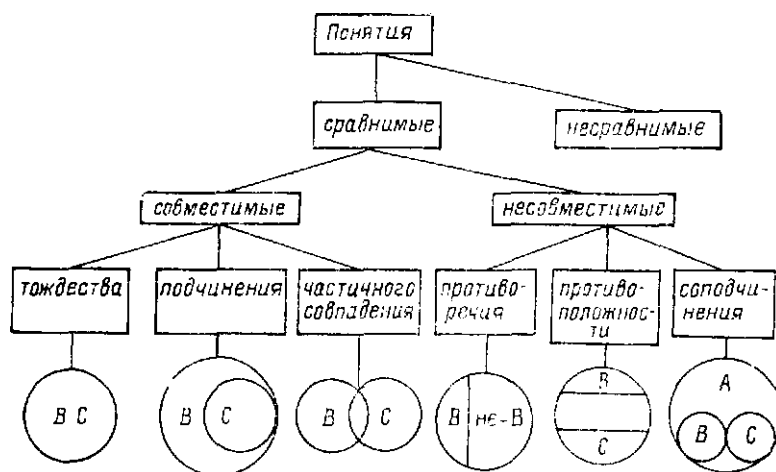 Понятия
сравнимые
несравнимые
совместимые
несовместимые
тождества
подчинения
частичного
совпадения
противо-
речия
противо-
положнос-
ти
соподчи-
нения
В С
В С
В С
В не-В
В
С
А
В С